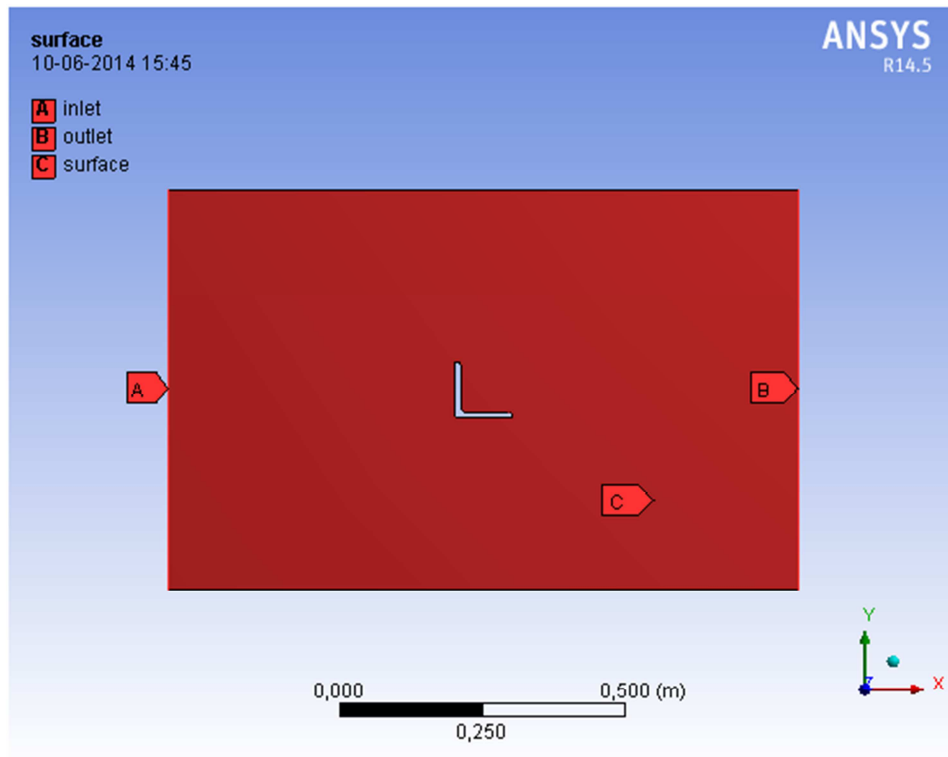 surface
10-06-2014 15:45
ANSYS
R14.5
A inlet
B outlet
C surface
A
B
C
Y
Z
X
0,000
0,500 (m)
0,250